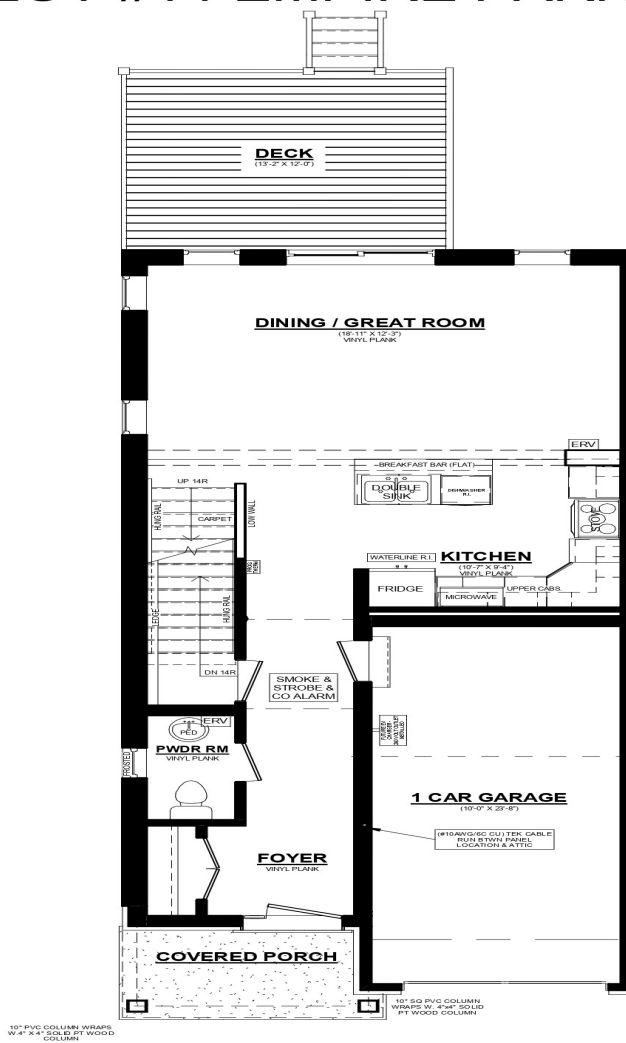 DECK
(13'-2" X 12'-0")
DINING / GREAT ROOM
(18'-11" X 12'-3")
VINYL PLANK
ERV
BREAKFAST BAR (FLAT)
UP 14R
DOUBLE
SINK
DISHWASHER
R.I.
HUNG RAIL
CARPET
LOW WALL
STOVE
WATERLINE R.I.
KITCHEN
(10'-7" X 9'-4")
VINYL PLANK
FRIDGE
UPPER CABS.
MICROWAVE
LEDGE
HUNG RAIL
DN 14R
SMOKE &
STROBE &
CO ALARM
ERV
PED
PWDR RM
VINYL PLANK
FROSTED
1 CAR GARAGE
(10'-0" X 23'-8")
(#10AWG/6C CU) TEK CABLE
RUN BTWN PANEL
LOCATION & ATTIC
FOYER
VINYL PLANK
COVERED PORCH
10" SQ PVC COLUMN
WRAPS W. 4"x4" SOLID
PT WOOD COLUMN
10" PVC COLUMN WRAPS
W.4" X 4" SOLID PT WOOD
COLUMN